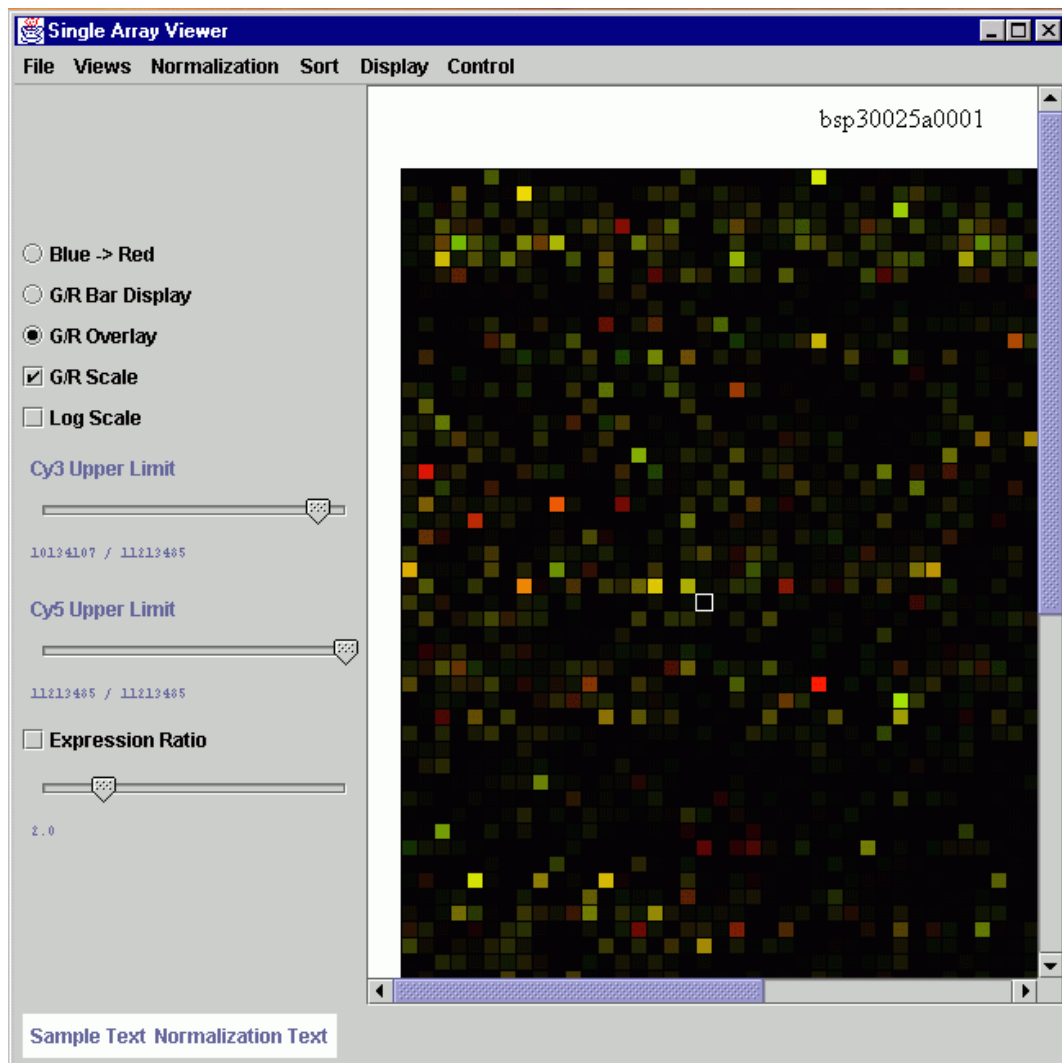 Single Array Viewer
File Views Normalization Sort Display Control
bsp30025a0001
Blue -> Red
G/R Bar Display
G/R Overlay
G/R Scale
Log Scale
Cy3 Upper Limit
10134107 / 11213485
Cy5 Upper Limit
11213485 / 11213485
Expression Ratio
2.0
Sample Text Normalization Text